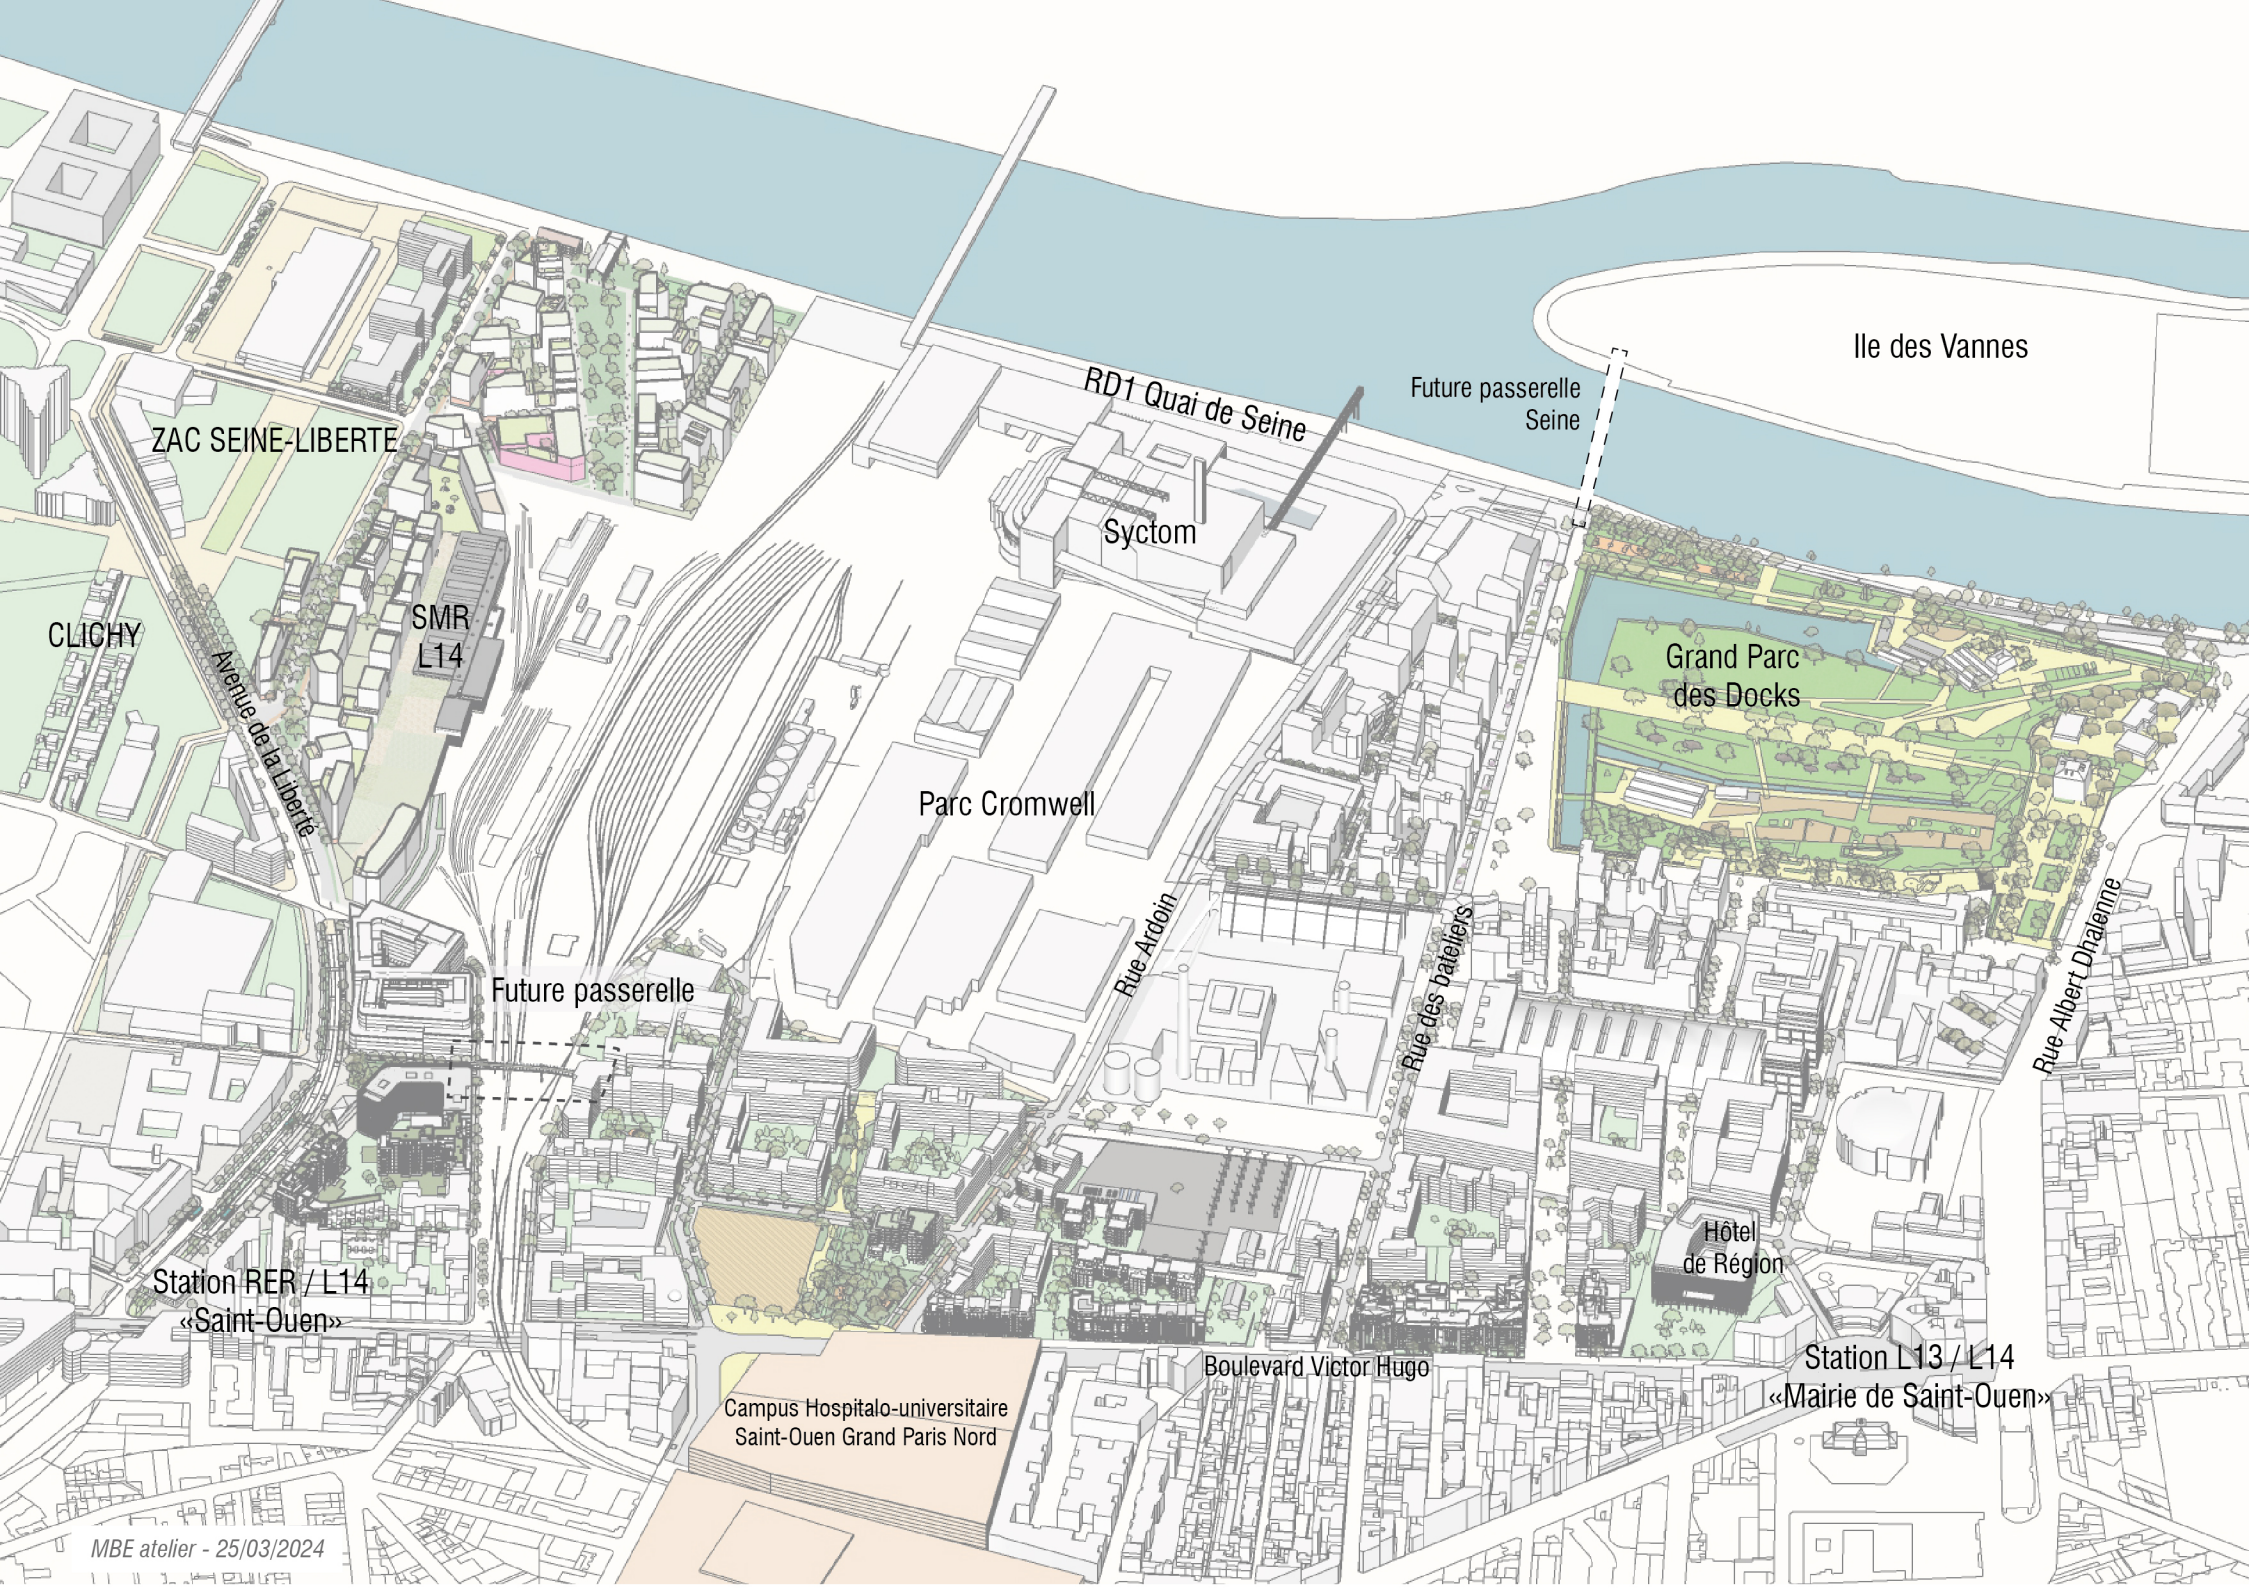 Ile des Vannes
Future passerelle
Seine
RD1 Quai de Seine
ZAC SEINE-LIBERTE
Syctom
SMR
L14
CLICHY
Grand Parc
des Docks
Avenue de la Liberté
Parc Cromwell
Rue Ardoin
Rue des bateliers
Rue Albert Dhalenne
Future passerelle
Hôtel
de Région
Station RER / L14
«Saint-Ouen»
Boulevard Victor Hugo
Station L13 / L14
«Mairie de Saint-Ouen»
Campus Hospitalo-universitaire
Saint-Ouen Grand Paris Nord
MBE atelier - 25/03/2024